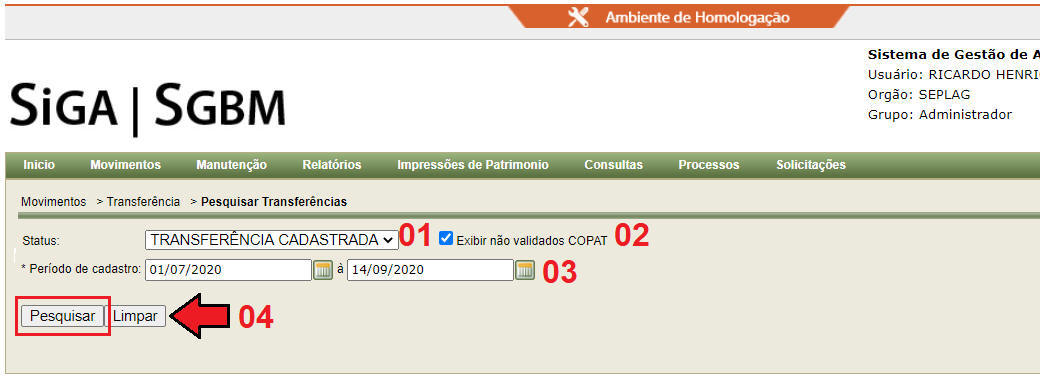 Ambiente de Homologação
Sistema de Gestão de A
Usuário: RICARDO HENRI
Orgão: SEPLAG
Grupo: Administrador
SiGA | SGBM
Inicio Movimentos Manutenção Relatórios Impressões de Patrimonio Consultas Processos Solicitações
Movimentos > Transferência > Pesquisar Transferências
Status: TRANSFERÊNCIA CADASTRADA 01 Exibir não validados COPAT 02
* Período de cadastro: 01/07/2020 à 14/09/2020 03
Pesquisar Limpar 04